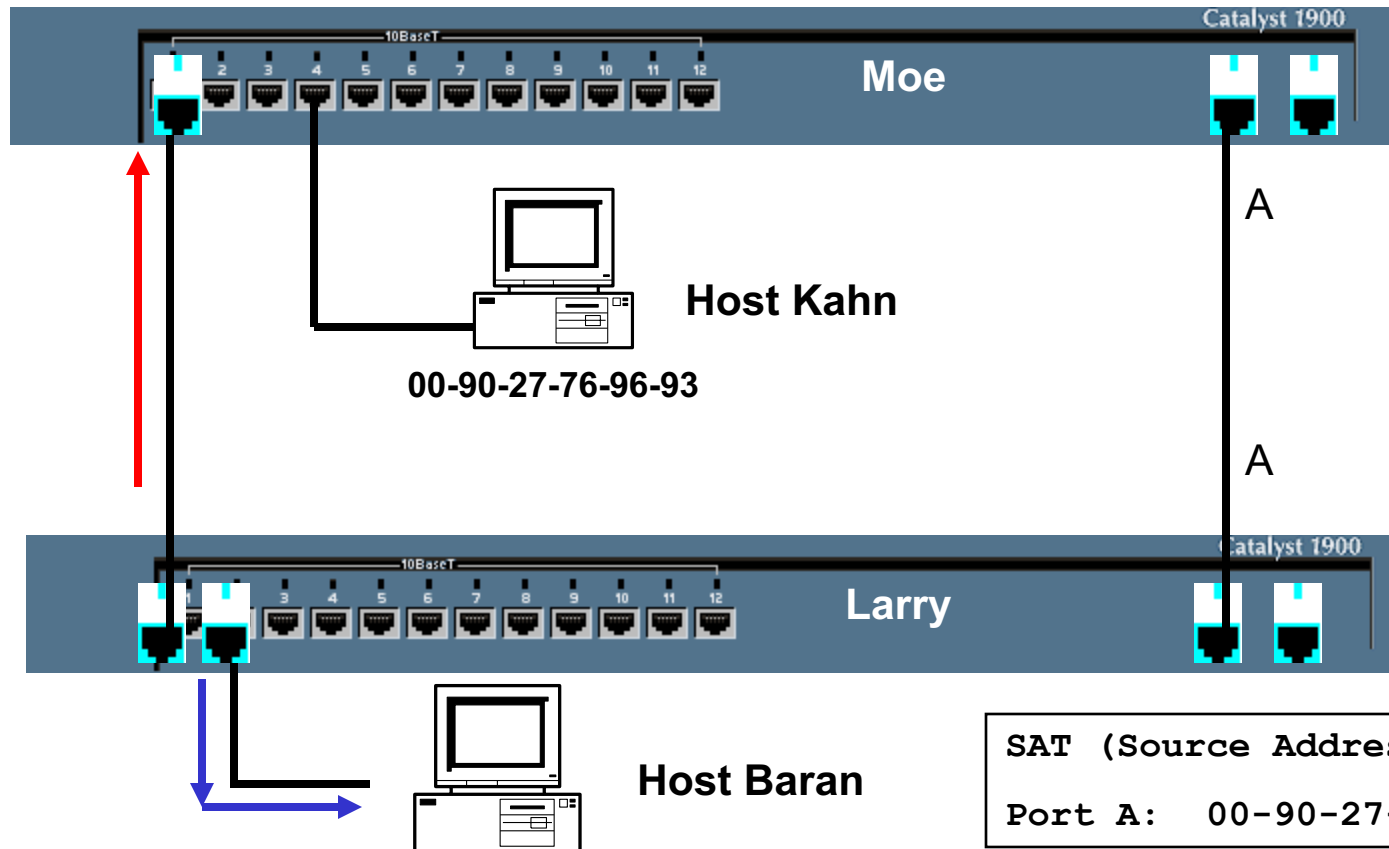 Catalyst 1900
10BaseT
2 3 4 5 6 7 8 9 10 11 12
Moe
A
Host Kahn
00-90-27-76-96-93
A
Catalyst 1900
10BaseT
1 3 4 5 6 7 8 9 10 11 12
Larry
Host Baran
SAT (Source Addres
Port A: 00-90-27-